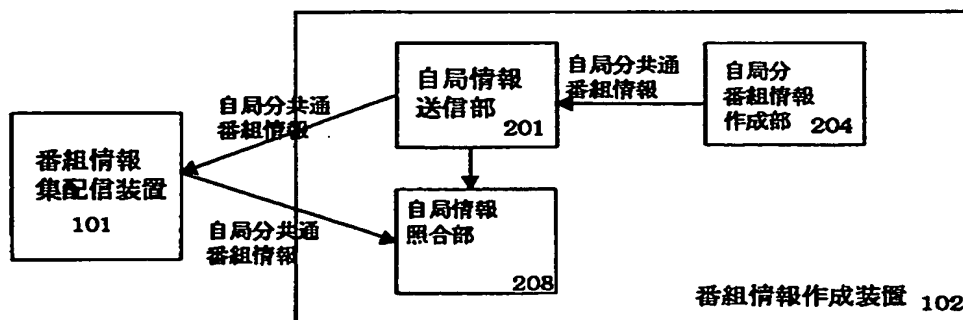 番組情報
集配信装置
101
自局分共通
番組情報
自局分共通
番組情報
自局情報
送信部
201
自局分共通
番組情報
自局分
番組情報
作成部 204
自局情報
照合部
208
番組情報作成装置 102